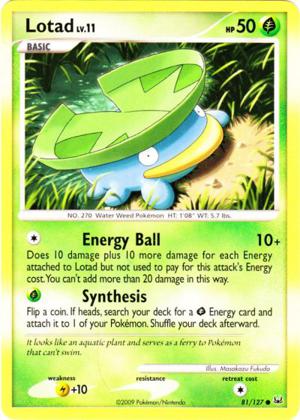 Lotad LV.11 HP 50
BASIC
NO. 270 Water Weed Pokémon HT: 1'08" WT: 5.7 lbs.
Energy Ball 10+
Does 10 damage plus 10 more damage for each Energy
attached to Lotad but not used to pay for this attack's Energy
cost. You can't add more than 20 damage in this way.
Synthesis
Flip a coin. If heads, search your deck for a Energy card and
attach it to 1 of your Pokémon. Shuffle your deck afterward.
It looks like an aquatic plant and serves as a ferry to Pokémon
that can't swim.
Illus. Masakazu Fukuda
weakness resistance retreat cost
+10
©2009 Pokémon/Nintendo 81/127